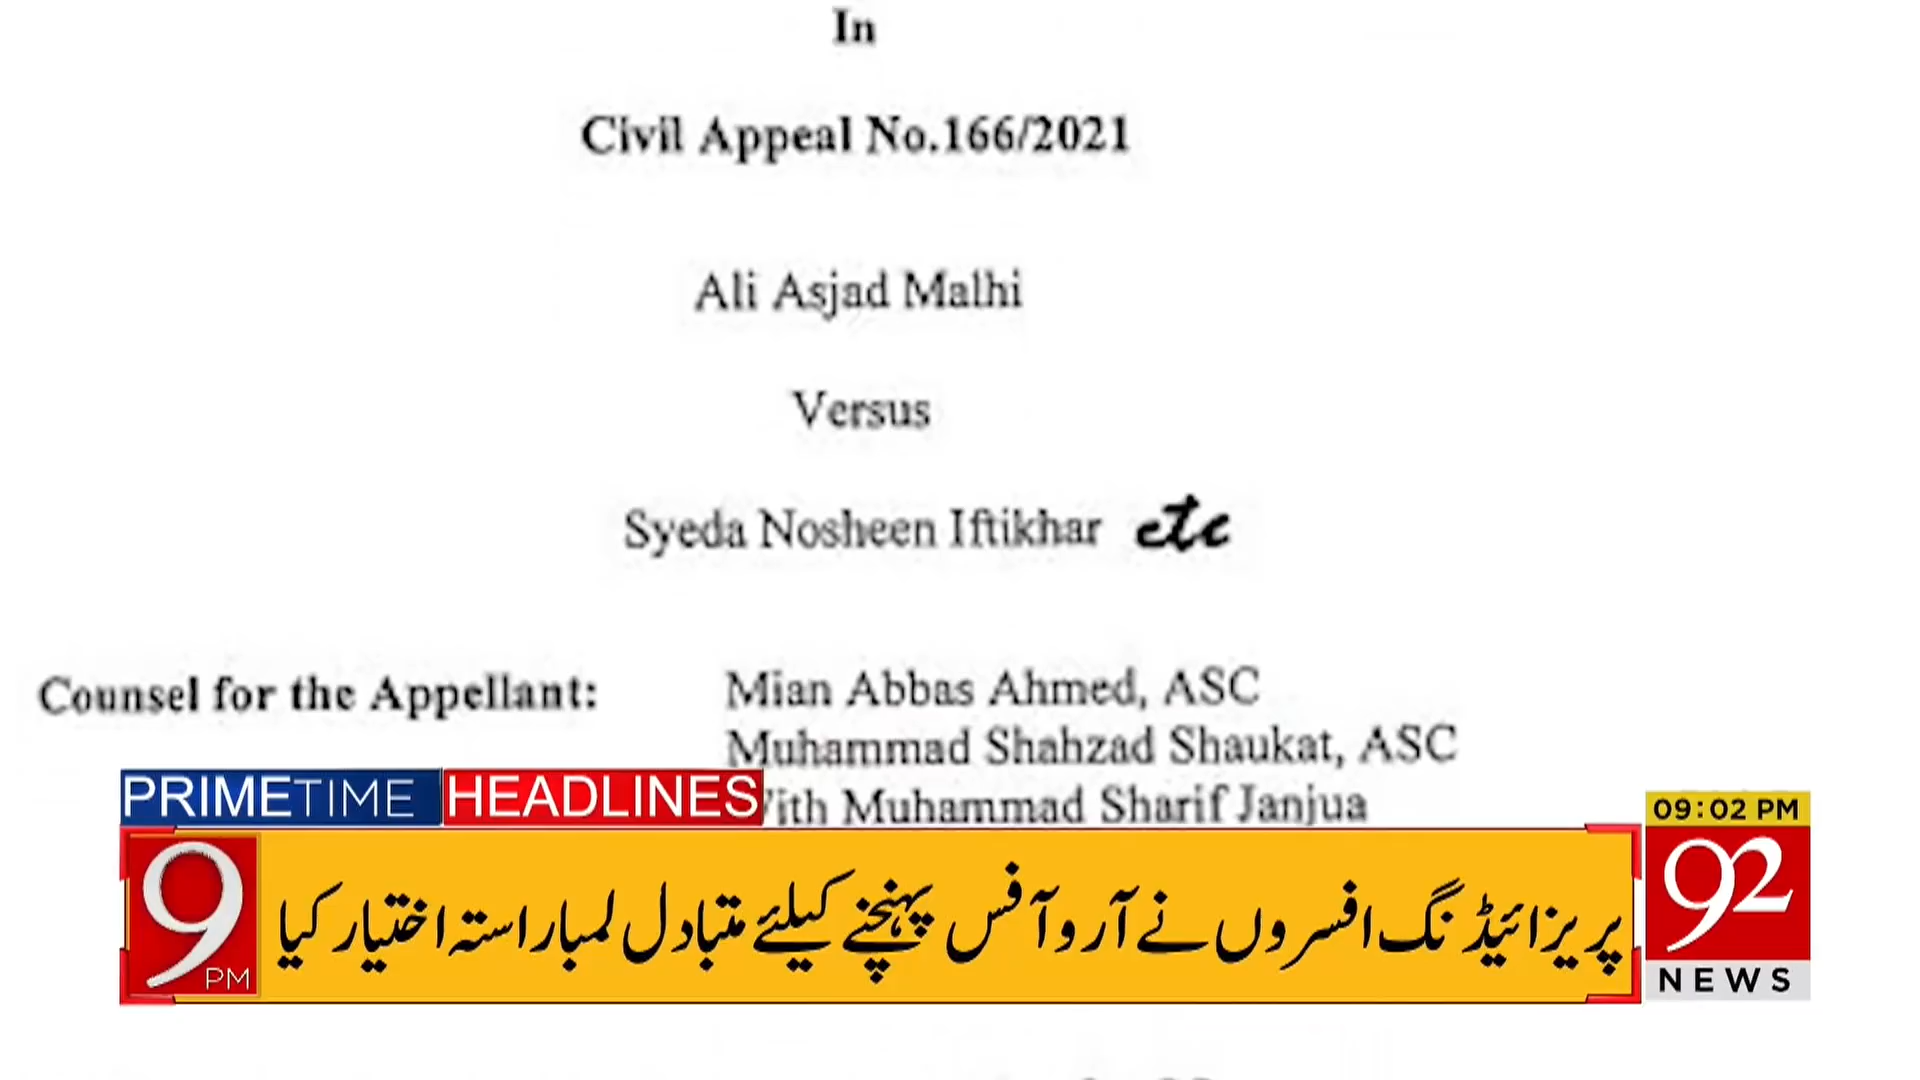 In
Civil Appeal No.166/2021
Ali Asjad Malhi
Versus
Syeda Nosheen Iftikhar etc
Counsel for the Appellant: Mian Abbas Ahmed, ASC
Muhammad Shahzad Shaukat, ASC
With Muhammad Sharif Janjua
PRIMETIME HEADLINES
09:02 PM
9 PM
پریزائیڈنگ افسروں نے آر او آفس پہنچنے کیلئے متبادل لمبا راستہ اختیار کیا
92
NEWS